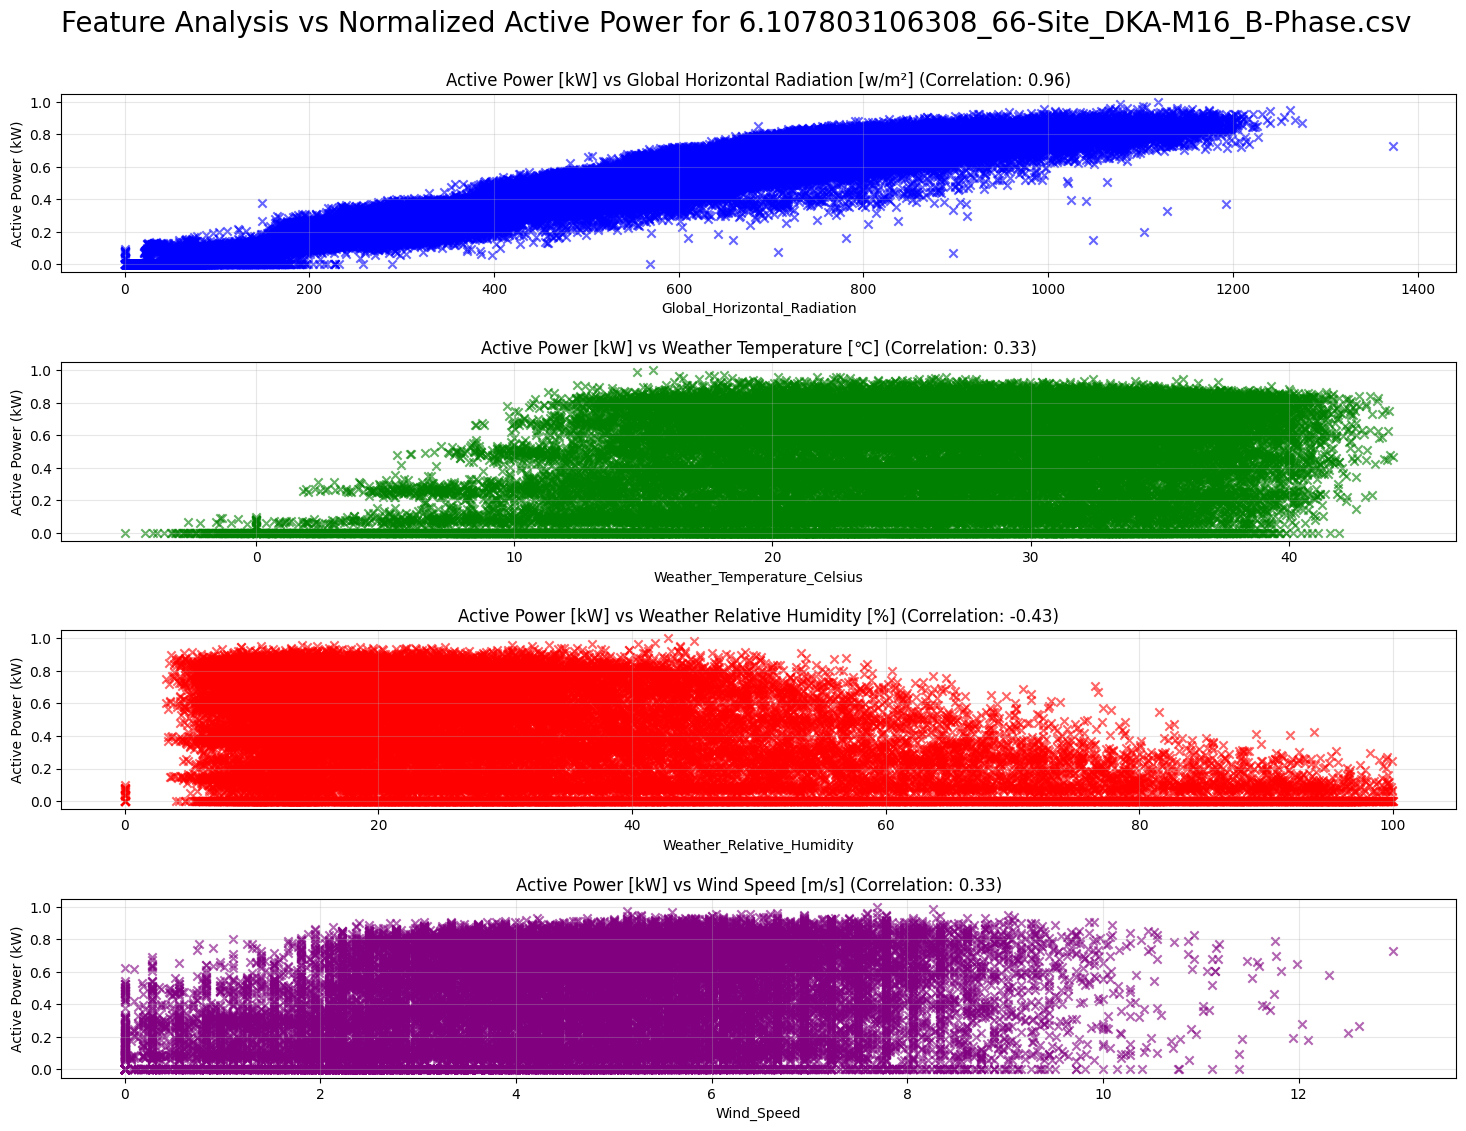 Feature Analysis vs Normalized Active Power for 6.107803106308_66-Site_DKA-M16_B-Phase.csv
Active Power [kW] vs Global Horizontal Radiation [w/m²] (Correlation: 0.96)
Active Power (kW)
1.0
0.8
0.6
0.4
0.2
0.0
0 200 400 600 800 1000 1200 1400
Global_Horizontal_Radiation
Active Power [kW] vs Weather Temperature [℃] (Correlation: 0.33)
Active Power (kW)
1.0
0.8
0.6
0.4
0.2
0.0
0 10 20 30 40
Weather_Temperature_Celsius
Active Power [kW] vs Weather Relative Humidity [%] (Correlation: -0.43)
Active Power (kW)
1.0
0.8
0.6
0.4
0.2
0.0
0 20 40 60 80 100
Weather_Relative_Humidity
Active Power [kW] vs Wind Speed [m/s] (Correlation: 0.33)
Active Power (kW)
1.0
0.8
0.6
0.4
0.2
0.0
0 2 4 6 8 10 12
Wind_Speed